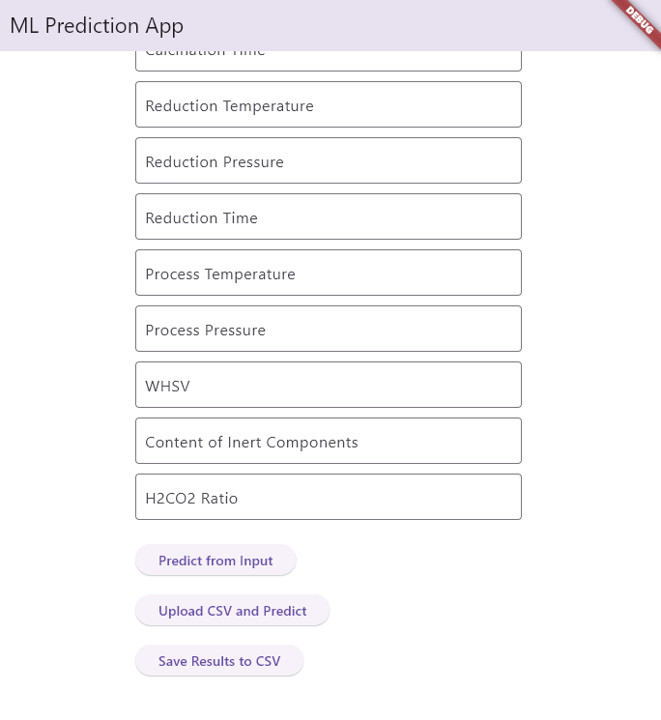 ML Prediction App
DEBUG
Calcination Time
Reduction Temperature
Reduction Pressure
Reduction Time
Process Temperature
Process Pressure
WHSV
Content of Inert Components
H2CO2 Ratio
Predict from Input
Upload CSV and Predict
Save Results to CSV